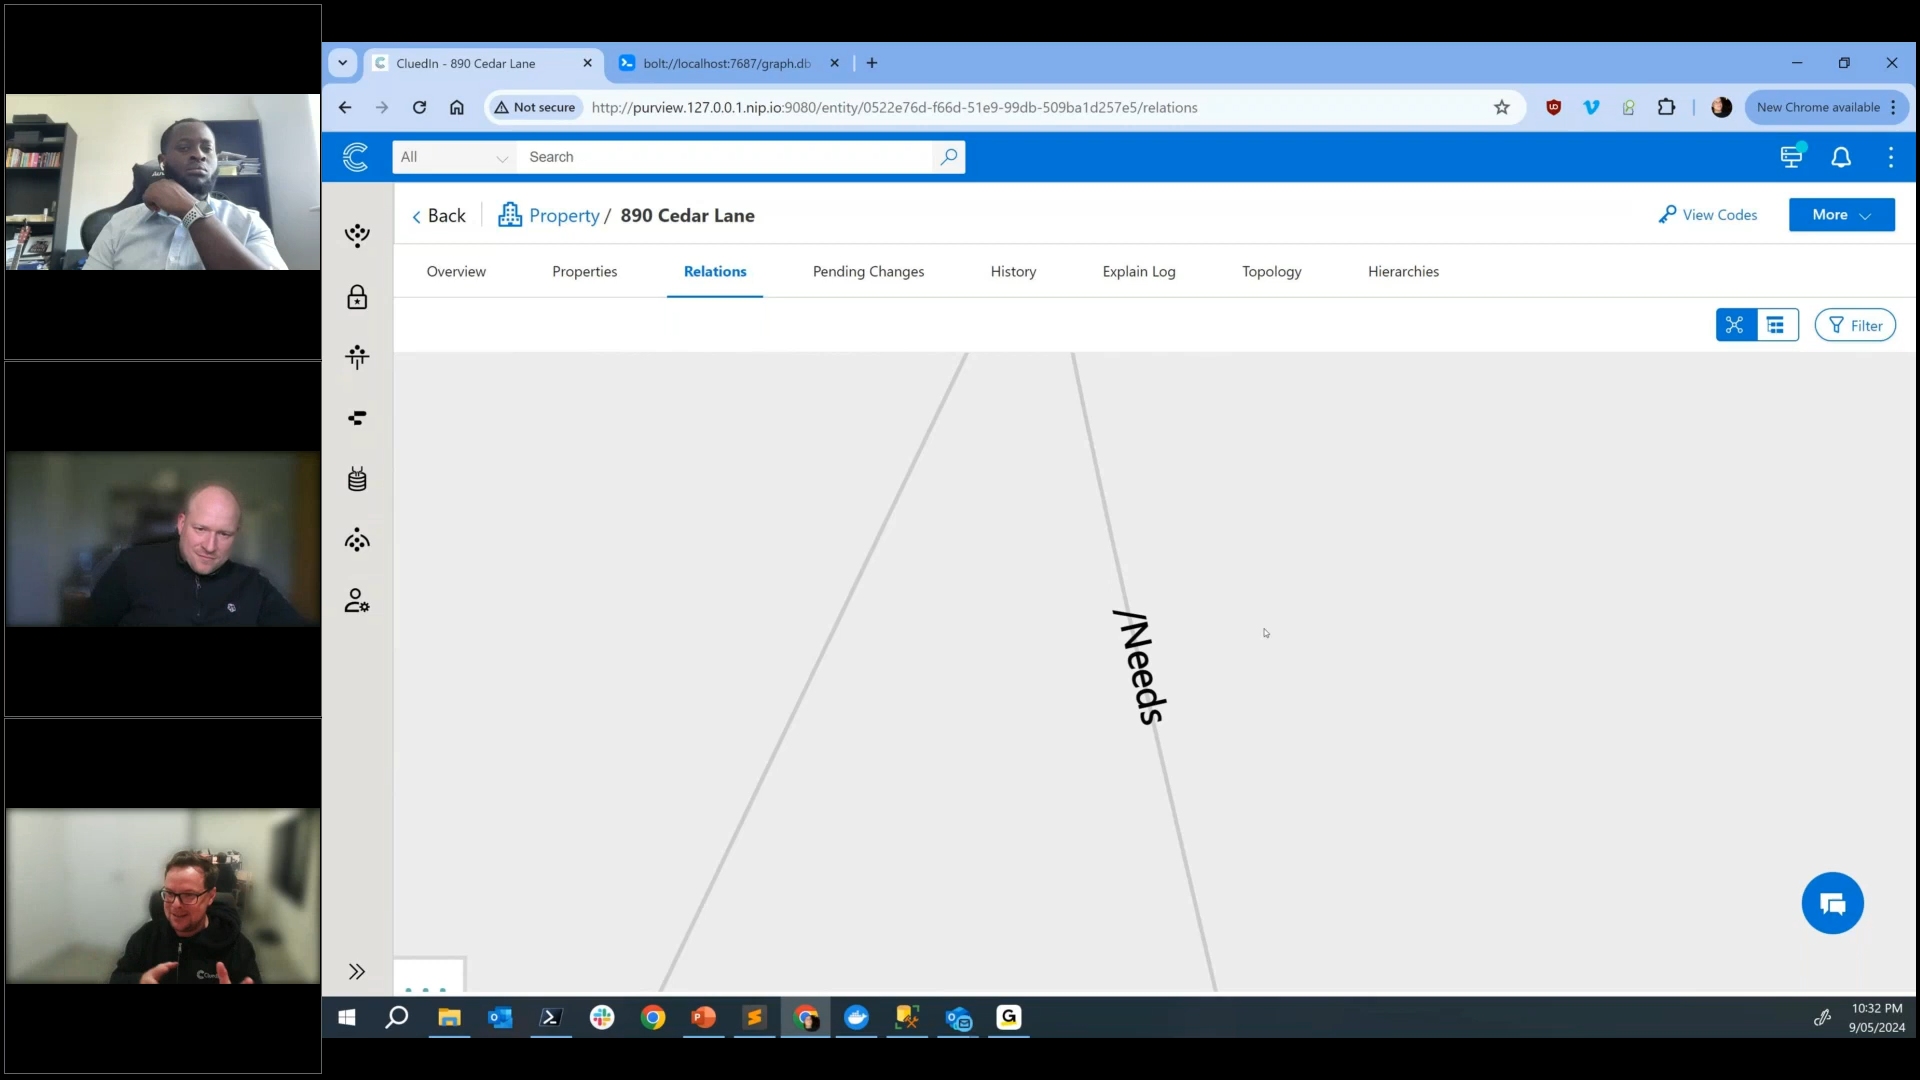 CluedIn - 890 Cedar Lane
bolt://localhost:7687/graph.db
Not secure
http://purview.127.0.0.1.nip.io:9080/entity/0522e76d-f66d-51e9-99db-509ba1d257e5/relations
New Chrome available
All
Search
Back
Property / 890 Cedar Lane
View Codes
More
Overview
Properties
Relations
Pending Changes
History
Explain Log
Topology
Hierarchies
Filter
/Needs
10:32 PM
9/05/2024